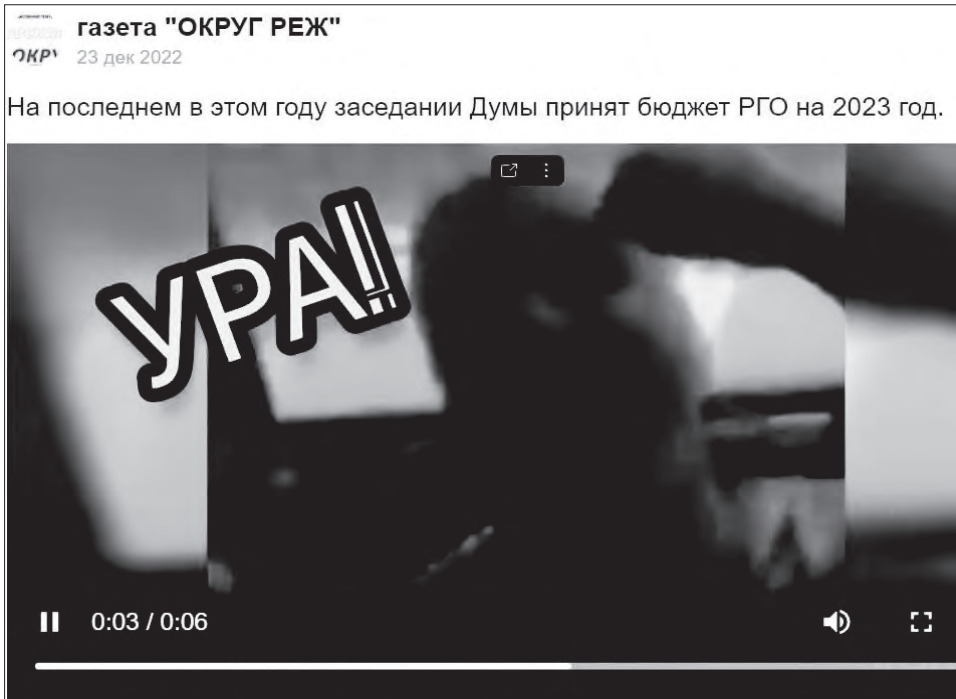 газета "ОКРУГ РЕЖ"
ОКРУ
23 дек 2022
На последнем в этом году заседании Думы принят бюджет РГО на 2023 год.
УРА!!
0:03 / 0:06